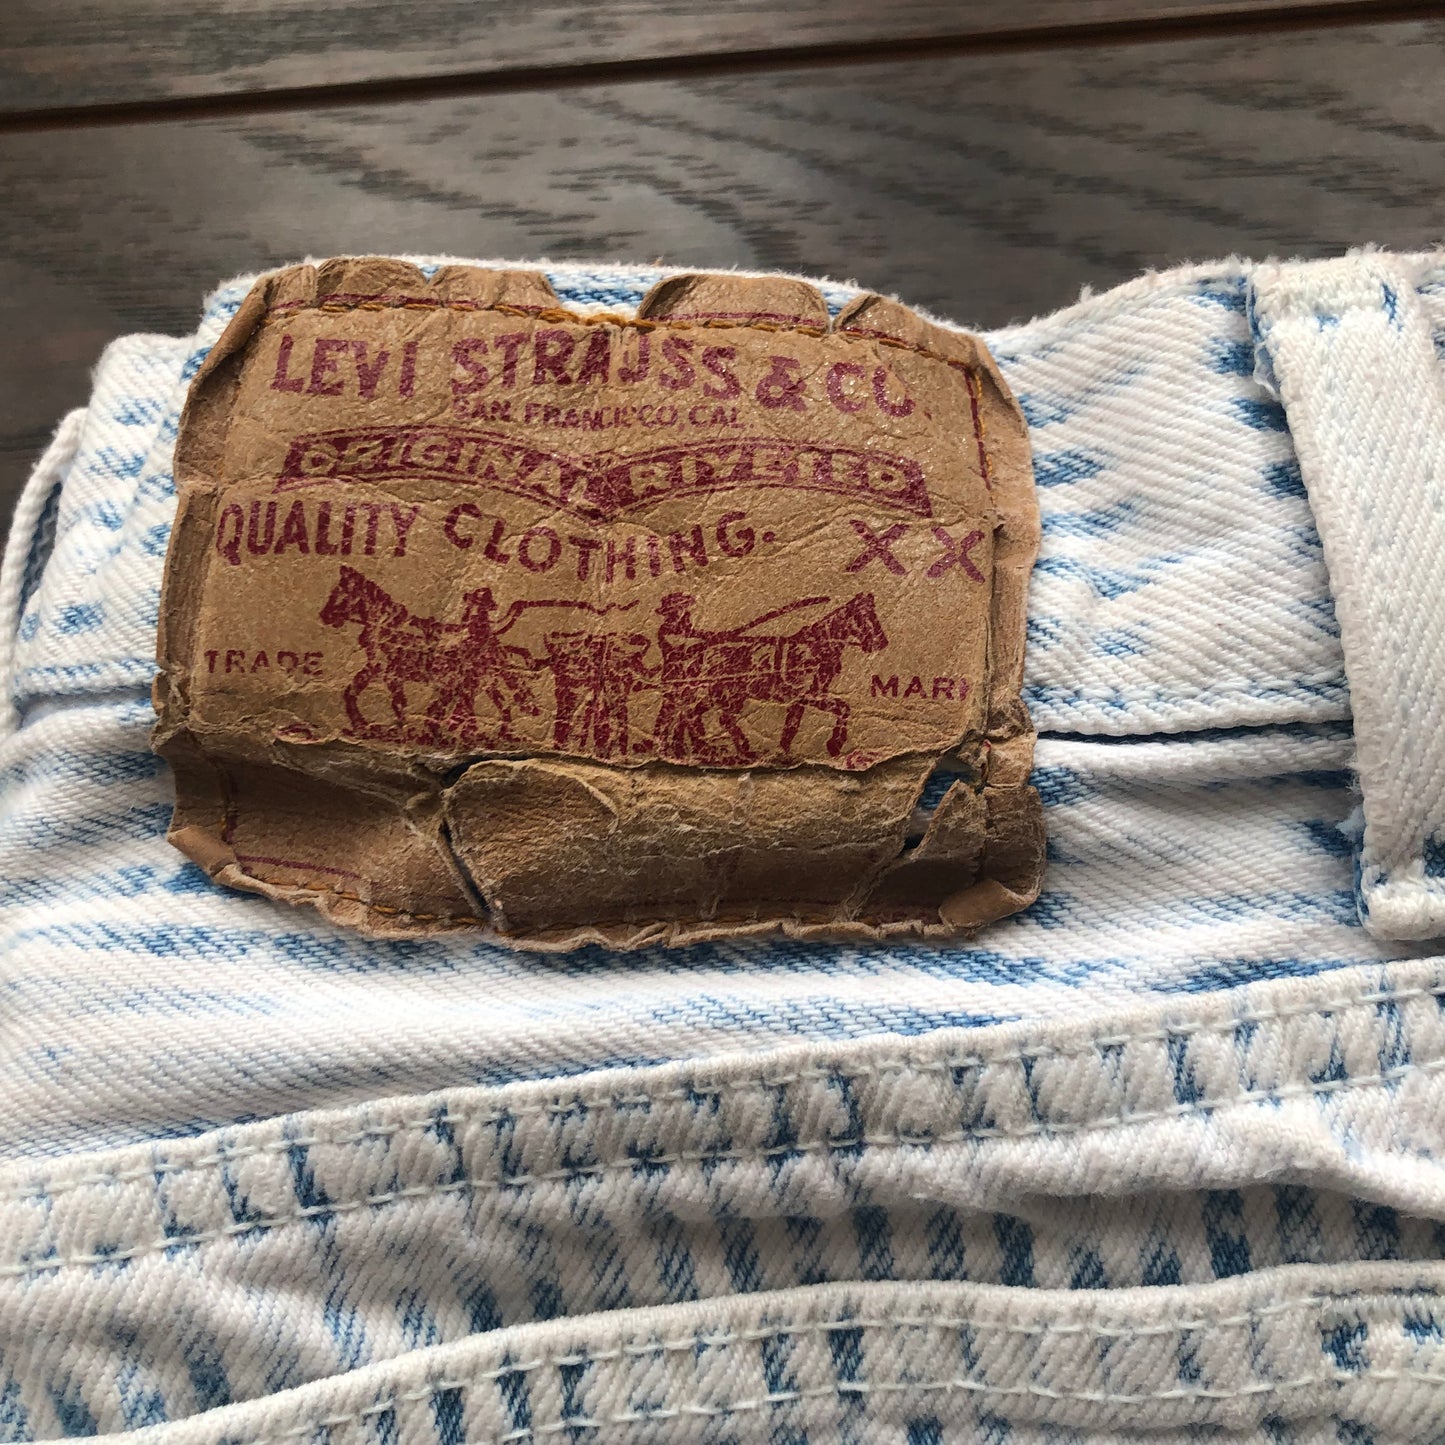 LEVI STRAUSS & CO.
SAN FRANCISCO, CAL.
ORIGINAL RIVETED
QUALITY CLOTHING. XX
TRADE MARK